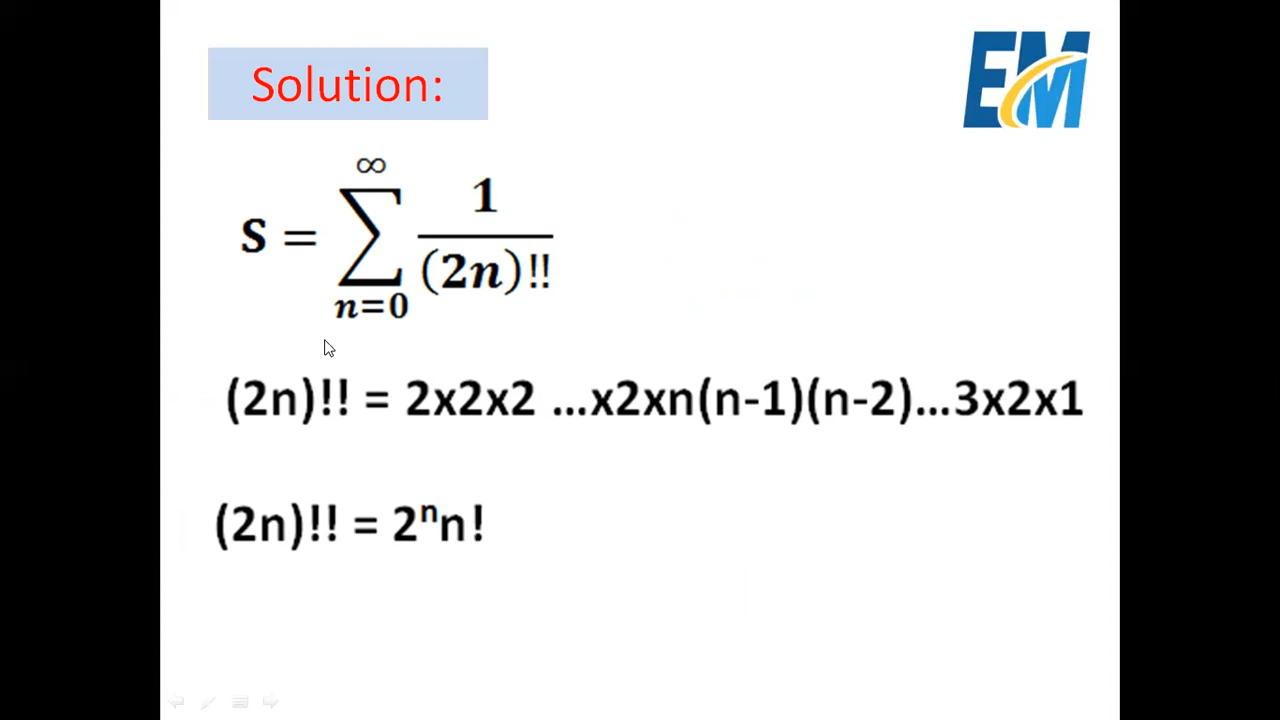 Solution:
EM
S = ∑_{n=0}^{∞} 1/(2n)!!
(2n)!! = 2x2x2 ...x2xn(n-1)(n-2)...3x2x1
(2n)!! = 2ⁿn!